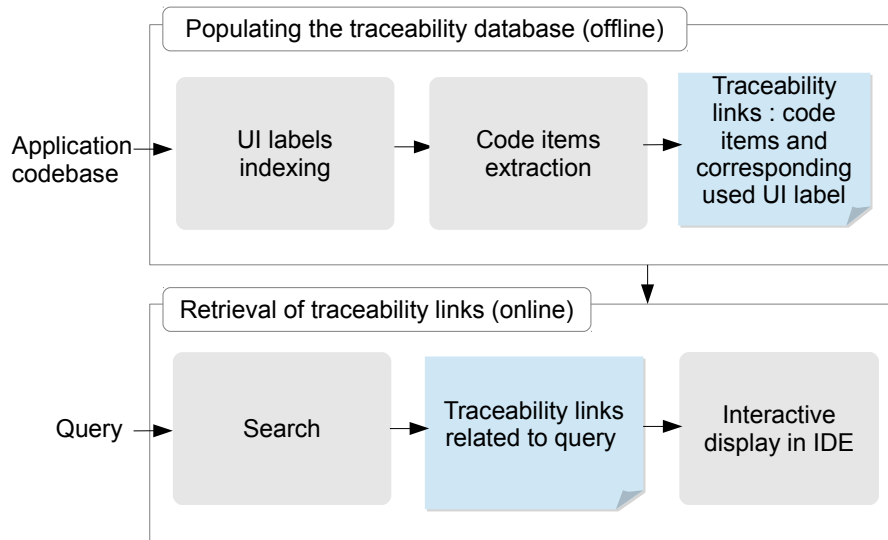 Populating the traceability database (offline)
Application
codebase
UI labels
indexing
Code items
extraction
Traceability
links : code
items and
corresponding
used UI label
Retrieval of traceability links (online)
Query
Search
Traceability links
related to query
Interactive
display in IDE